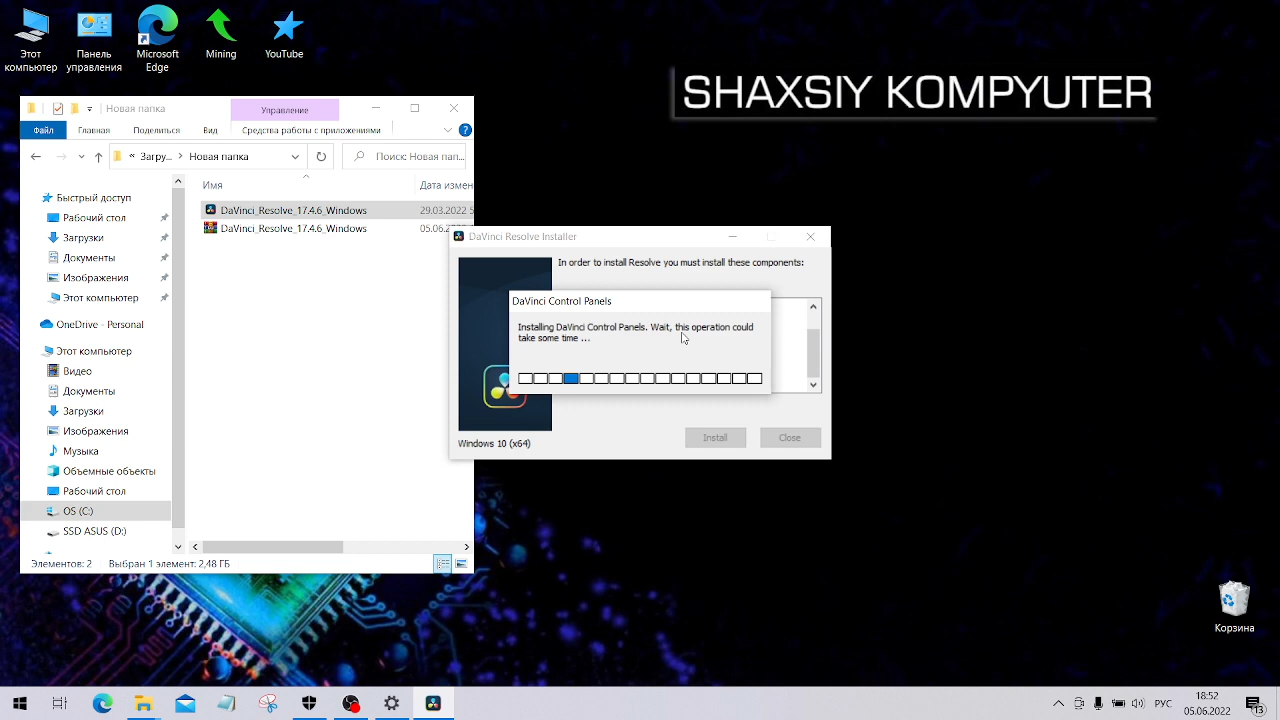 Этот
компьютер
Панель
управления
Microsoft
Edge
Mining
YouTube
SHAXSIY KOMPYUTER
Новая папка
Управление
Файл
Главная
Поделиться
Вид
Средства работы с приложениями
« Загру... > Новая папка
Поиск: Новая пап...
Имя
Дата измен
Быстрый доступ
Рабочий стол
Загрузки
Документы
Изображения
Этот компьютер
OneDrive - Personal
Этот компьютер
Видео
Документы
Загрузки
Изображения
Музыка
Объемные объекты
Рабочий стол
OS (C:)
SSD ASUS (D:)
DaVinci_Resolve_17.4.6_Windows
29.03.2022 5
DaVinci_Resolve_17.4.6_Windows
05.06.
Элементов: 2
Выбран 1 элемент: 2,48 ГБ
DaVinci Resolve Installer
In order to install Resolve you must install these components:
DaVinci Control Panels
Installing DaVinci Control Panels. Wait, this operation could
take some time ...
Windows 10 (x64)
Install
Close
Корзина
РУС
18:52
05.06.2022
13